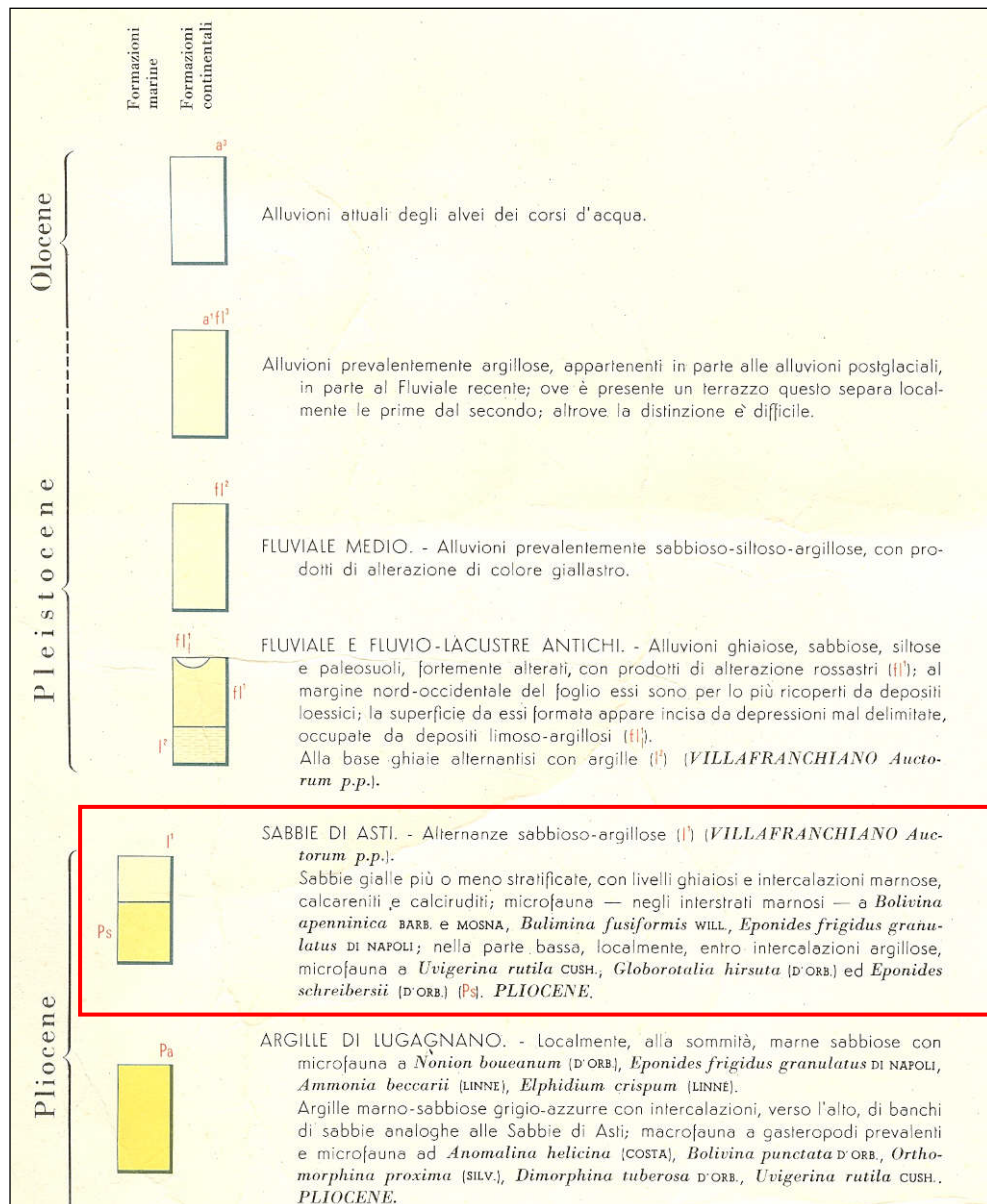 Formazioni
marine
Formazioni
continentali
Olocene
a²
Alluvioni attuali degli alvei dei corsi d'acqua.
a¹fl³
Alluvioni prevalentemente argillose, appartenenti in parte alle alluvioni postglaciali,
in parte al Fluviale recente; ove è presente un terrazzo questo separa local-
mente le prime dal secondo; altrove la distinzione è difficile.
Pleistocene
fl²
FLUVIALE MEDIO. - Alluvioni prevalentemente sabbioso-siltoso-argillose, con pro-
dotti di alterazione di colore giallastro.
fl¹₁
fl¹
l²
FLUVIALE E FLUVIO-LACUSTRE ANTICHI. - Alluvioni ghiaiose, sabbiose, siltose
e paleosuoli, fortemente alterati, con prodotti di alterazione rossastri (fl¹); al
margine nord-occidentale del foglio essi sono per lo più ricoperti da depositi
loessici; la superficie da essi formata appare incisa da depressioni mal delimitate,
occupate da depositi limoso-argillosi (fl¹₁).
Alla base ghiaie alternantisi con argille (l²) (VILLAFRANCHIANO Aucto-
rum p.p.).
Pliocene
l¹
Ps
SABBIE DI ASTI. - Alternanze sabbioso-argillose (l¹) (VILLAFRANCHIANO Auc-
torum p.p.).
Sabbie gialle più o meno stratificate, con livelli ghiaiosi e intercalazioni marnose,
calcareniti e calciruditi; microfauna — negli interstrati marnosi — a Bolivina
apenninica BARB. e MOSNA, Bulimina fusiformis WILL., Eponides frigidus granu-
latus DI NAPOLI; nella parte bassa, localmente, entro intercalazioni argillose,
microfauna a Uvigerina rutila CUSH., Globorotalia hirsuta (D'ORB.) ed Eponides
schreibersii (D'ORB.) (Ps). PLIOCENE.
Pa
ARGILLE DI LUGAGNANO. - Localmente, alla sommità, marne sabbiose con
microfauna a Nonion boueanum (D'ORB.), Eponides frigidus granulatus DI NAPOLI,
Ammonia beccarii (LINNE), Elphidium crispum (LINNÈ).
Argille marno-sabbiose grigio-azzurre con intercalazioni, verso l'alto, di banchi
di sabbie analoghe alle Sabbie di Asti; macrofauna a gasteropodi prevalenti
e microfauna ad Anomalina helicina (COSTA), Bolivina punctata D'ORB., Ortho-
morphina proxima (SILV.), Dimorphina tuberosa D'ORB., Uvigerina rutila CUSH..
PLIOCENE.